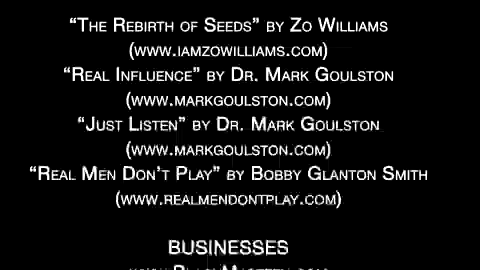 “The Rebirth of Seeds” by Zo Williams
(www.iamzowilliams.com)
“Real Influence” by Dr. Mark Goulston
(www.markgoulston.com)
“Just Listen” by Dr. Mark Goulston
(www.markgoulston.com)
“Real Men Don’t Play” by Bobby Glanton Smith
(www.realmendontplay.com)
BUSINESSES